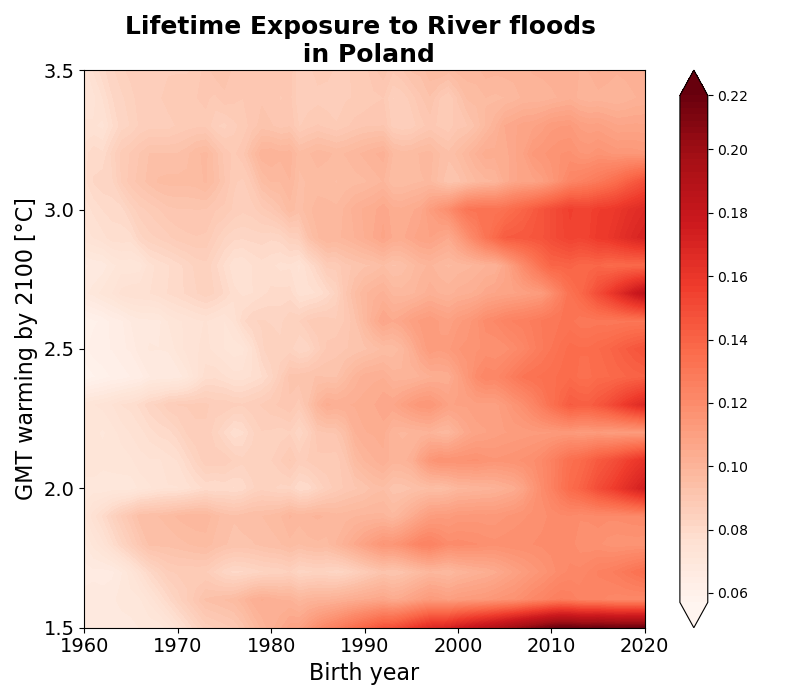 Lifetime Exposure to River floods
in Poland
GMT warming by 2100 [°C]
3.5
3.0
2.5
2.0
1.5
1960 1970 1980 1990 2000 2010 2020
Birth year
0.22
0.20
0.18
0.16
0.14
0.12
0.10
0.08
0.06